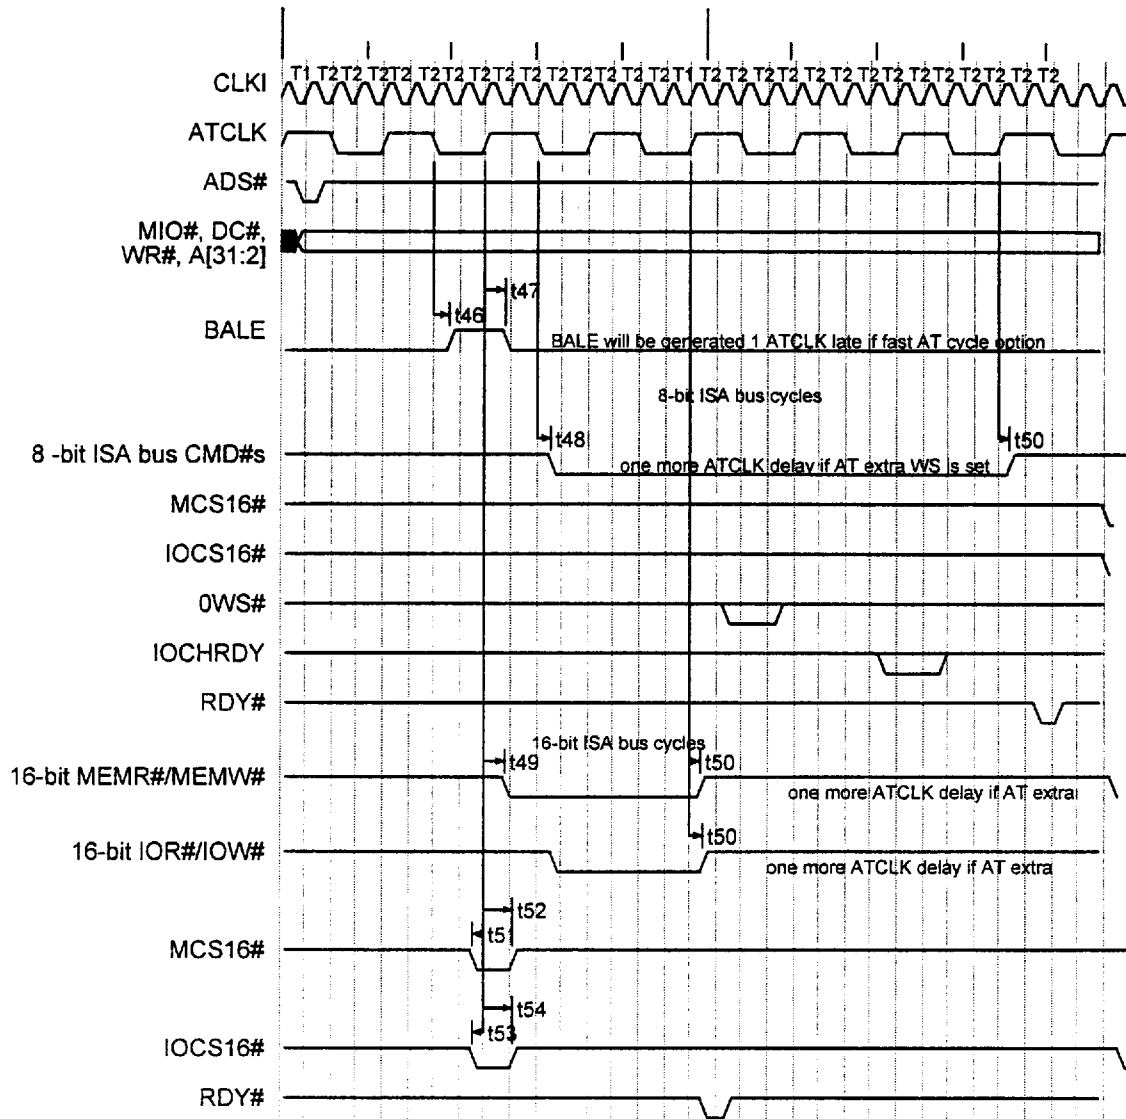 T1 T2 T2 T2 T2 T2 T2 T2 T2 T2 T2 T2 T2 T2 T2 T1 T2 T2 T2 T2 T2 T2 T2 T2 T2 T2 T2 T2 T2
CLKI
ATCLK
ADS#
MIO#, DC#,
WR#, A[31:2]
t47
t46
BALE
BALE will be generated 1 ATCLK late if fast AT cycle option
8-bit ISA bus cycles
t48
t50
8 -bit ISA bus CMD#s
one more ATCLK delay if AT extra WS is set
MCS16#
IOCS16#
0WS#
IOCHRDY
RDY#
16-bit ISA bus cycles
t49
t50
16-bit MEMR#/MEMW#
one more ATCLK delay if AT extra
t50
16-bit IOR#/IOW#
one more ATCLK delay if AT extra
t52
t51
MCS16#
t54
t53
IOCS16#
RDY#